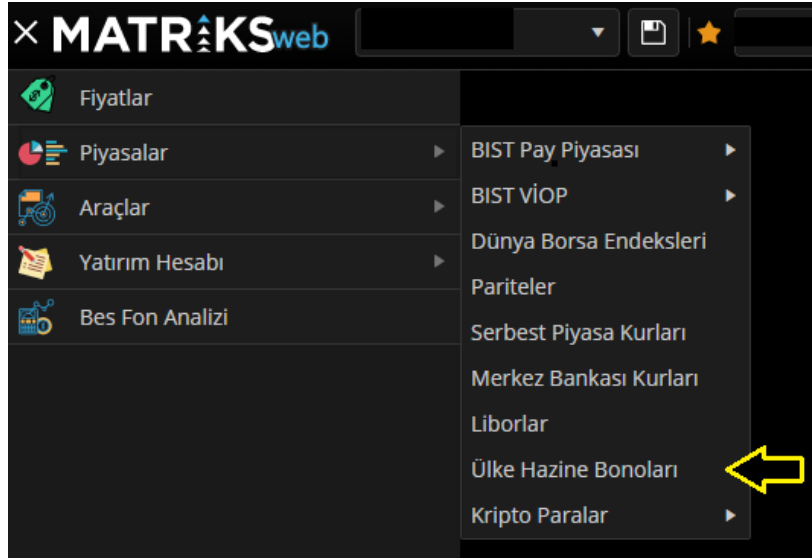 MATRİKSweb
Fiyatlar
Piyasalar
Araçlar
Yatırım Hesabı
Bes Fon Analizi
BIST Pay Piyasası
BIST VİOP
Dünya Borsa Endeksleri
Pariteler
Serbest Piyasa Kurları
Merkez Bankası Kurları
Liborlar
Ülke Hazine Bonoları
Kripto Paralar